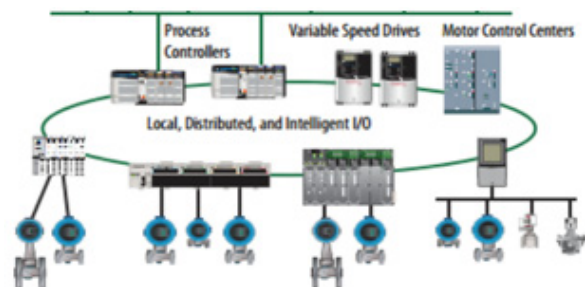 Process
Controllers
Variable Speed Drives
Motor Control Centers
Local, Distributed, and Intelligent I/O